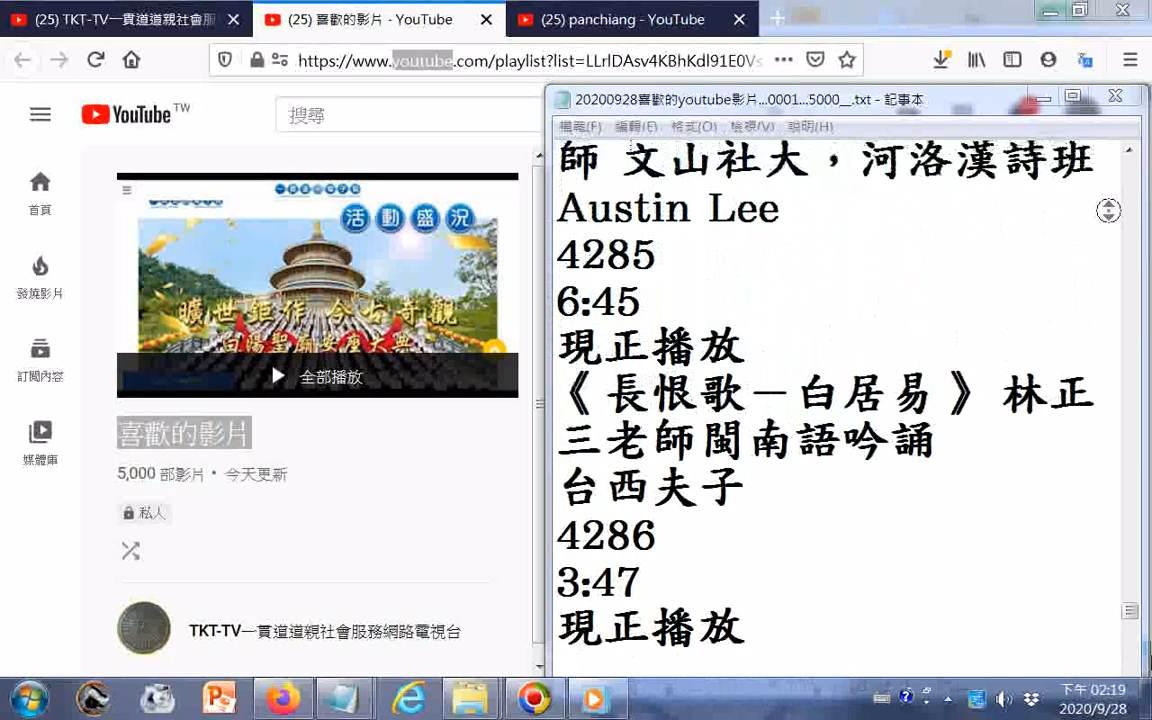 (25) TKT-TV一貫道道親社會服
(25) 喜歡的影片 - YouTube
(25) panchiang - YouTube
https://www.youtube.com/playlist?list=LLrlDAsv4KBhKdl91E0Vs
YouTube TW
搜尋
首頁
發燒影片
訂閱內容
媒體庫
活動盛況
曠世鉅作 今古奇觀
白陽聖廟安座大典
全部播放
喜歡的影片
5,000 部影片・今天更新
私人
TKT-TV一貫道道親社會服務網路電視台
20200928喜歡的youtube影片...0001...5000__.txt - 記事本
檔案(F) 編輯(E) 格式(O) 檢視(V) 說明(H)
師 文山社大，河洛漢詩班
Austin Lee
4285
6:45
現正播放
《長恨歌－白居易》林正
三老師閩南語吟誦
台西夫子
4286
3:47
現正播放
下午 02:19
2020/9/28